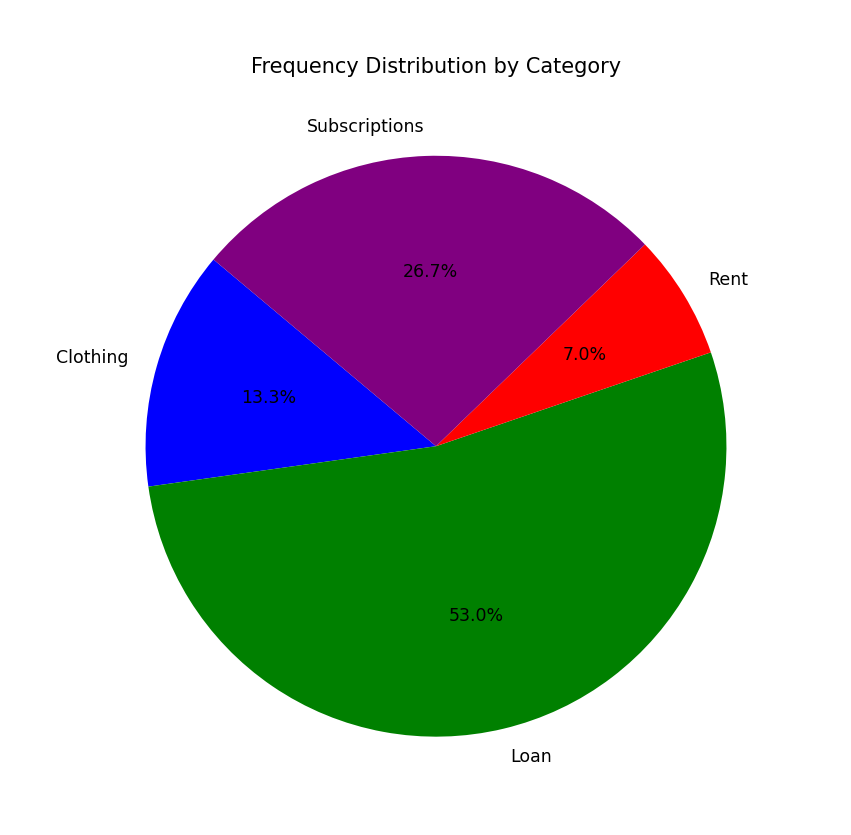 Frequency Distribution by Category
Subscriptions
26.7%
Rent
7.0%
Clothing
13.3%
53.0%
Loan